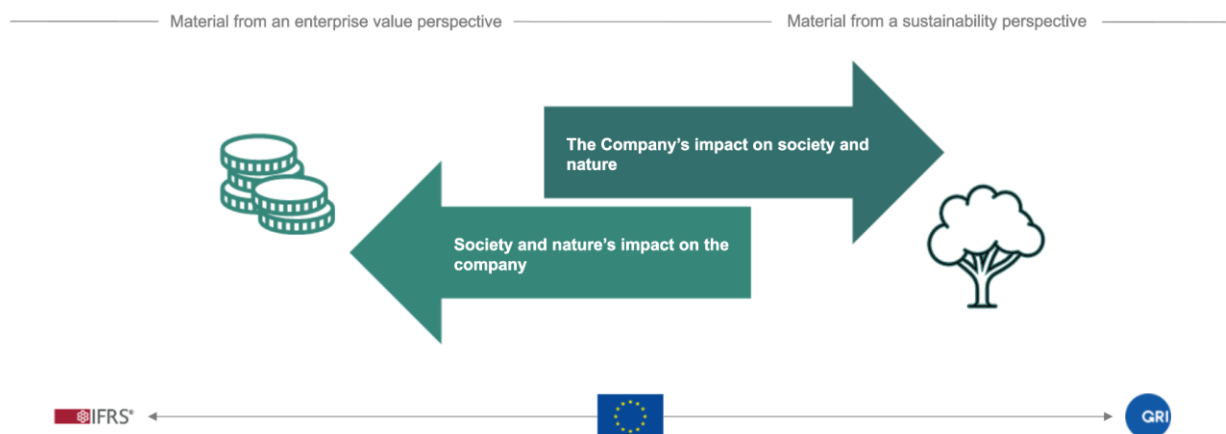 Material from an enterprise value perspective
Material from a sustainability perspective
The Company’s impact on society and
nature
Society and nature’s impact on the
company
IFRS®
GRI